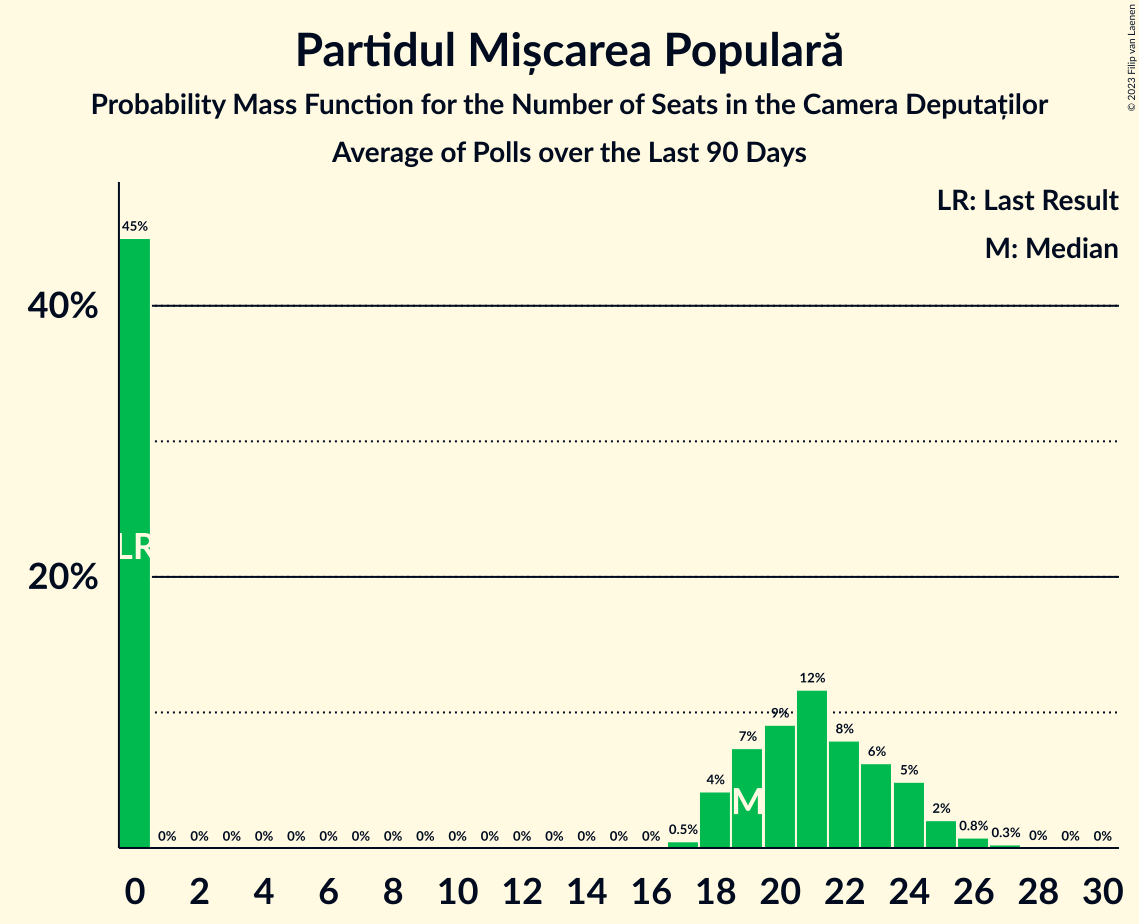 Partidul Mișcarea Populară
Probability Mass Function for the Number of Seats in the Camera Deputaților
Average of Polls over the Last 90 Days
© 2023 Filip van Laenen
LR: Last Result
M: Median
45%
40%
LR
20%
12%
9%
8%
7%
6%
5%
4%
M
2%
0% 0% 0% 0% 0% 0% 0% 0% 0% 0% 0% 0% 0% 0% 0% 0% 0.5% 0.8% 0.3% 0% 0% 0%
0 2 4 6 8 10 12 14 16 18 20 22 24 26 28 30